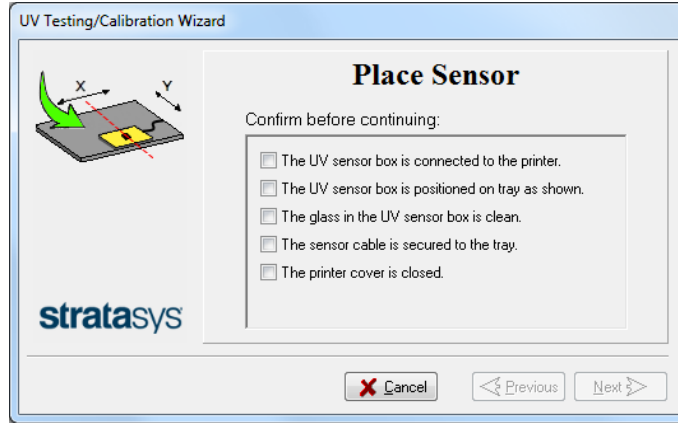 UV Testing/Calibration Wizard
X Y
Place Sensor
Confirm before continuing:
The UV sensor box is connected to the printer.
The UV sensor box is positioned on tray as shown.
The glass in the UV sensor box is clean.
The sensor cable is secured to the tray.
The printer cover is closed.
stratasys
Cancel Previous Next